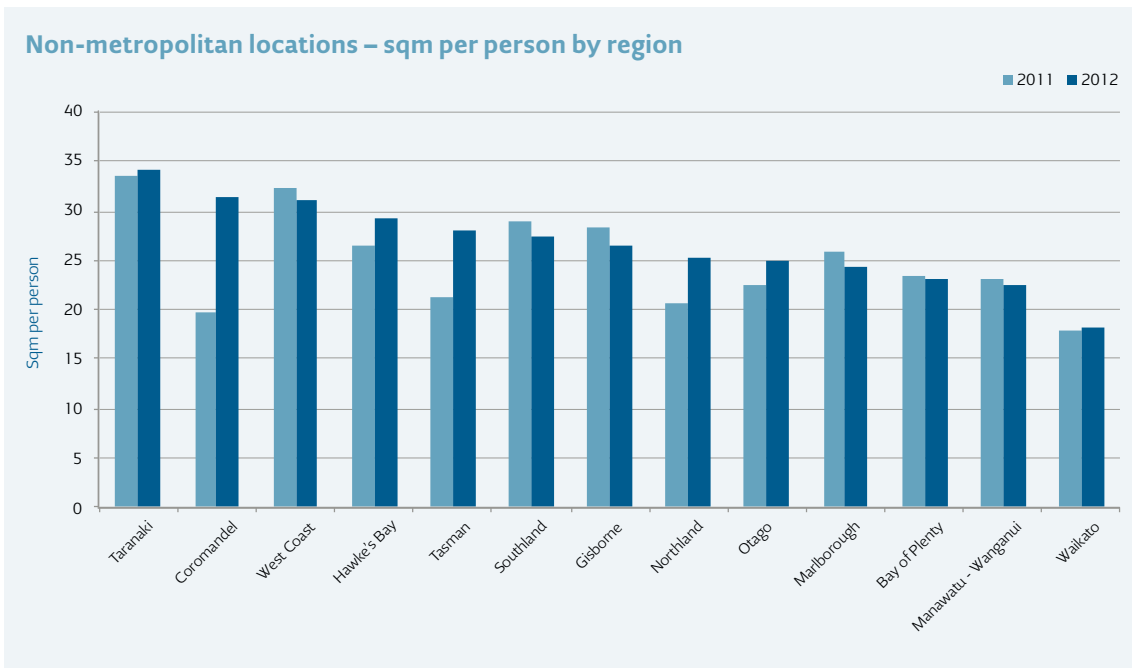 Non-metropolitan locations – sqm per person by region
2011 2012
Sqm per person
40
35
30
25
20
15
10
5
0
Taranaki
Coromandel
West Coast
Hawke's Bay
Tasman
Southland
Gisborne
Northland
Otago
Marlborough
Bay of Plenty
Manawatu - Wanganui
Waikato